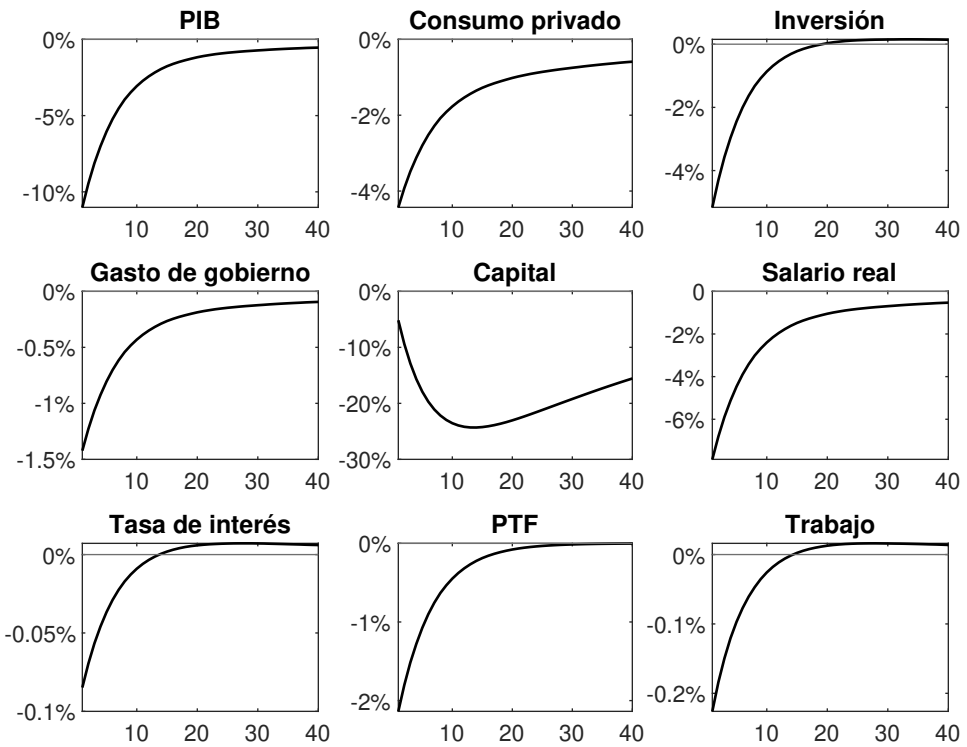 PIB
0%
-5%
-10%
10 20 30 40
Consumo privado
0%
-2%
-4%
10 20 30 40
Inversión
0%
-2%
-4%
10 20 30 40
Gasto de gobierno
0%
-0.5%
-1%
-1.5%
10 20 30 40
Capital
0%
-10%
-20%
-30%
10 20 30 40
Salario real
0
-2%
-4%
-6%
10 20 30 40
Tasa de interés
0%
-0.05%
-0.1%
10 20 30 40
PTF
0%
-1%
-2%
10 20 30 40
Trabajo
0%
-0.1%
-0.2%
10 20 30 40